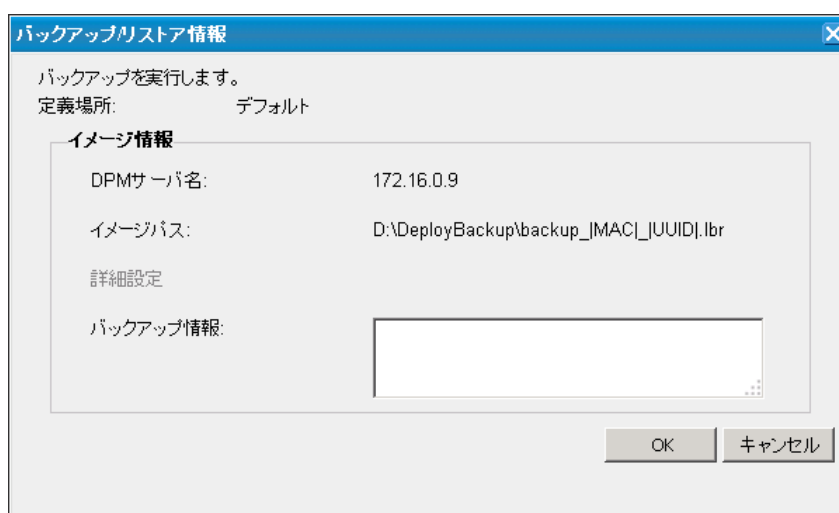 バックアップ/リストア情報
バックアップを実行します。
定義場所: デフォルト
イメージ情報
DPMサーバ名: 172.16.0.9
イメージパス: D:\DeployBackup\backup_|MAC|_|UUID|.lbr
詳細設定
バックアップ情報:
OK キャンセル